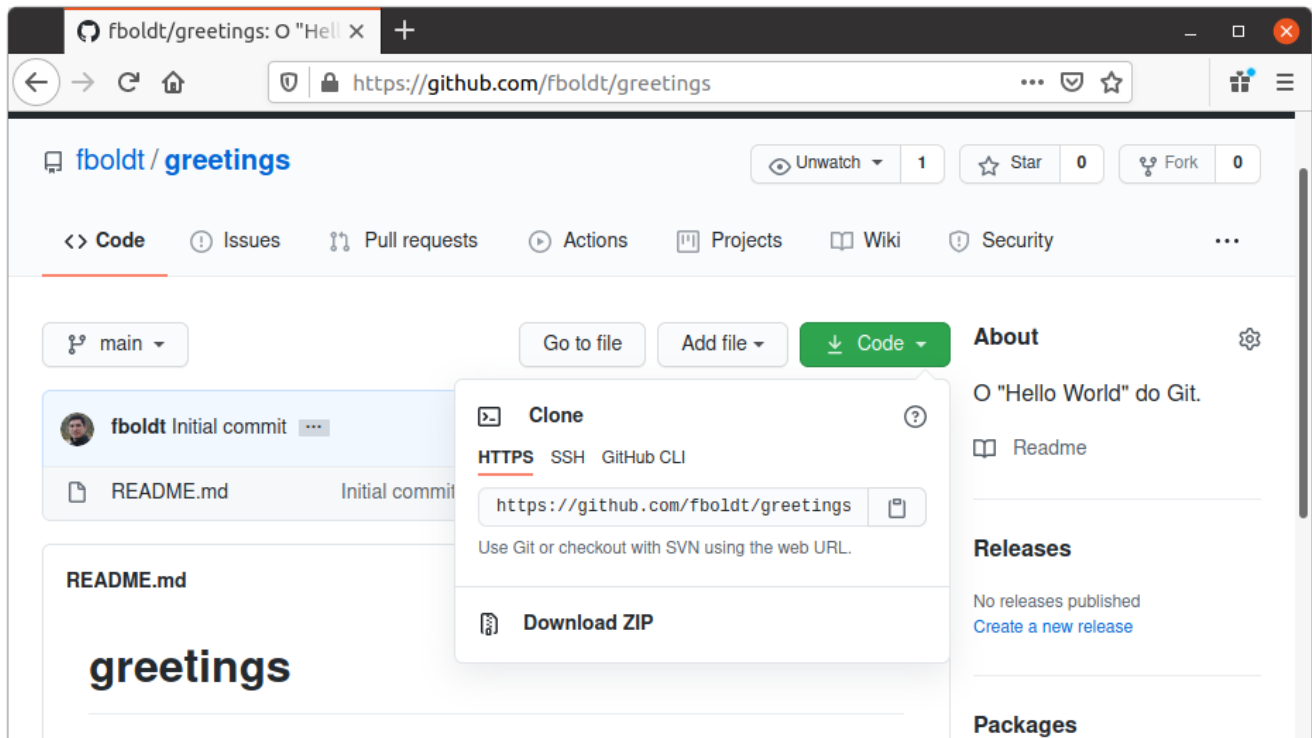 fboldt/greetings: O "Hell
https://github.com/fboldt/greetings
fboldt / greetings
Unwatch 1 Star 0 Fork 0
<> Code Issues Pull requests Actions Projects Wiki Security
main Go to file Add file Code
About
O "Hello World" do Git.
Readme
fboldt Initial commit
README.md Initial commit
Clone
HTTPS SSH GitHub CLI
https://github.com/fboldt/greetings
Use Git or checkout with SVN using the web URL.
Download ZIP
README.md
greetings
Releases
No releases published
Create a new release
Packages